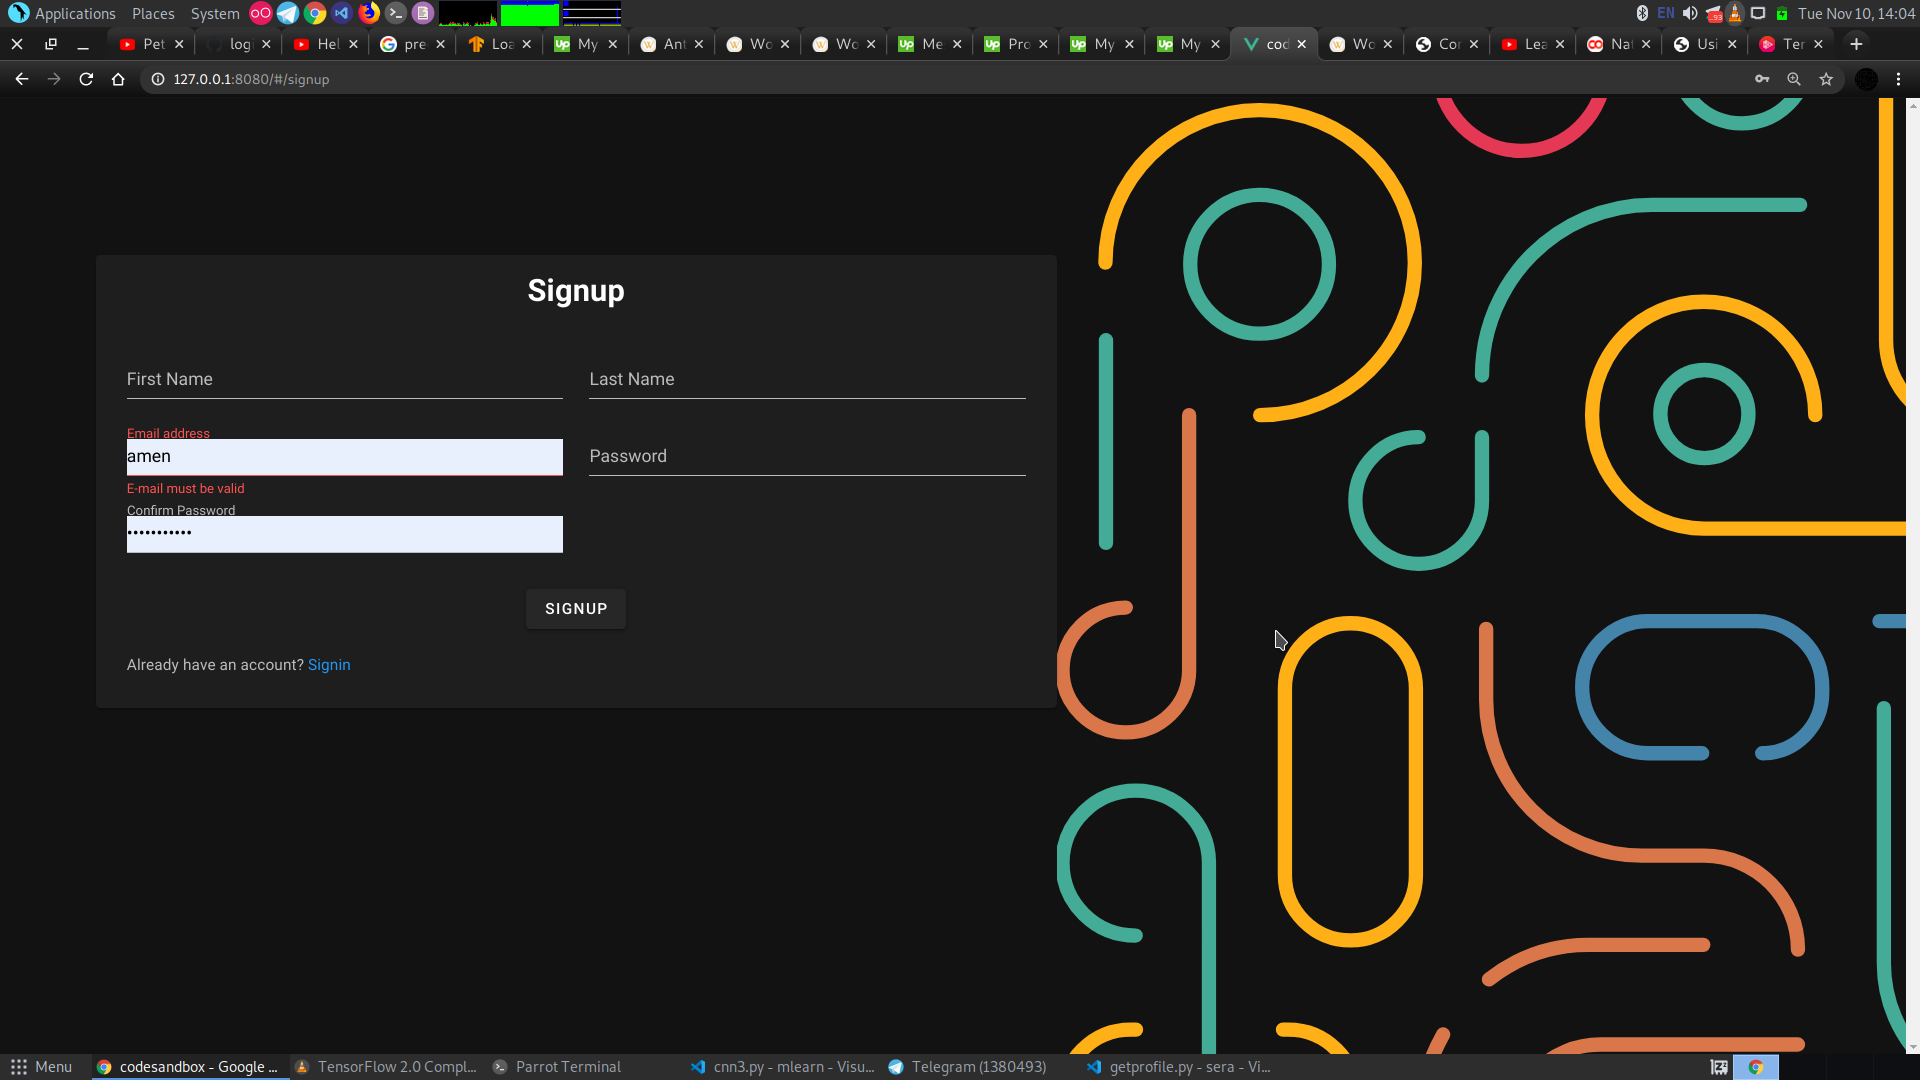 Applications Places System EN 93 Tue Nov 10, 14:04
Pet logi Hel pre Loa My Ant Wo Wo Me Pro My My cod Wo Cor Lea Nat Usi Ter
127.0.0.1:8080/#/signup
Signup
First Name Last Name
Email address
amen Password
E-mail must be valid
Confirm Password
•••••••••••
SIGNUP
Already have an account? Signin
Menu codesandbox - Google ... TensorFlow 2.0 Compl... Parrot Terminal cnn3.py - mlearn - Visu... Telegram (1380493) getprofile.py - sera - Vi...